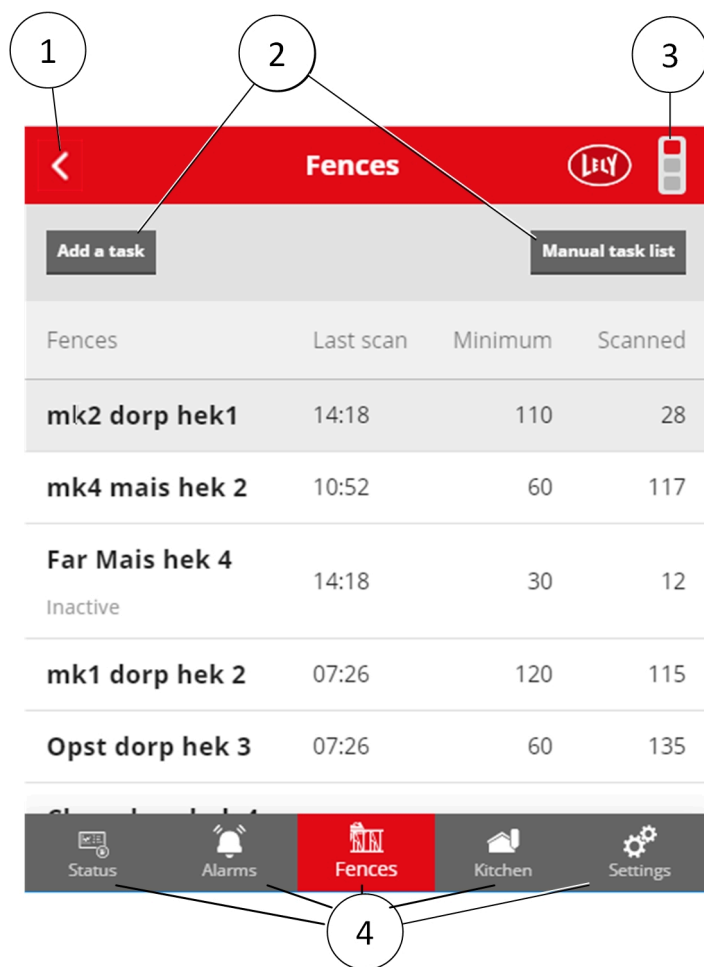 1 2 3
Fences LELY
Add a task Manual task list
Fences Last scan Minimum Scanned
mk2 dorp hek1 14:18 110 28
mk4 mais hek 2 10:52 60 117
Far Mais hek 4
14:18 30 12
Inactive
mk1 dorp hek 2 07:26 120 115
Opst dorp hek 3 07:26 60 135
Status Alarms Fences Kitchen Settings
4